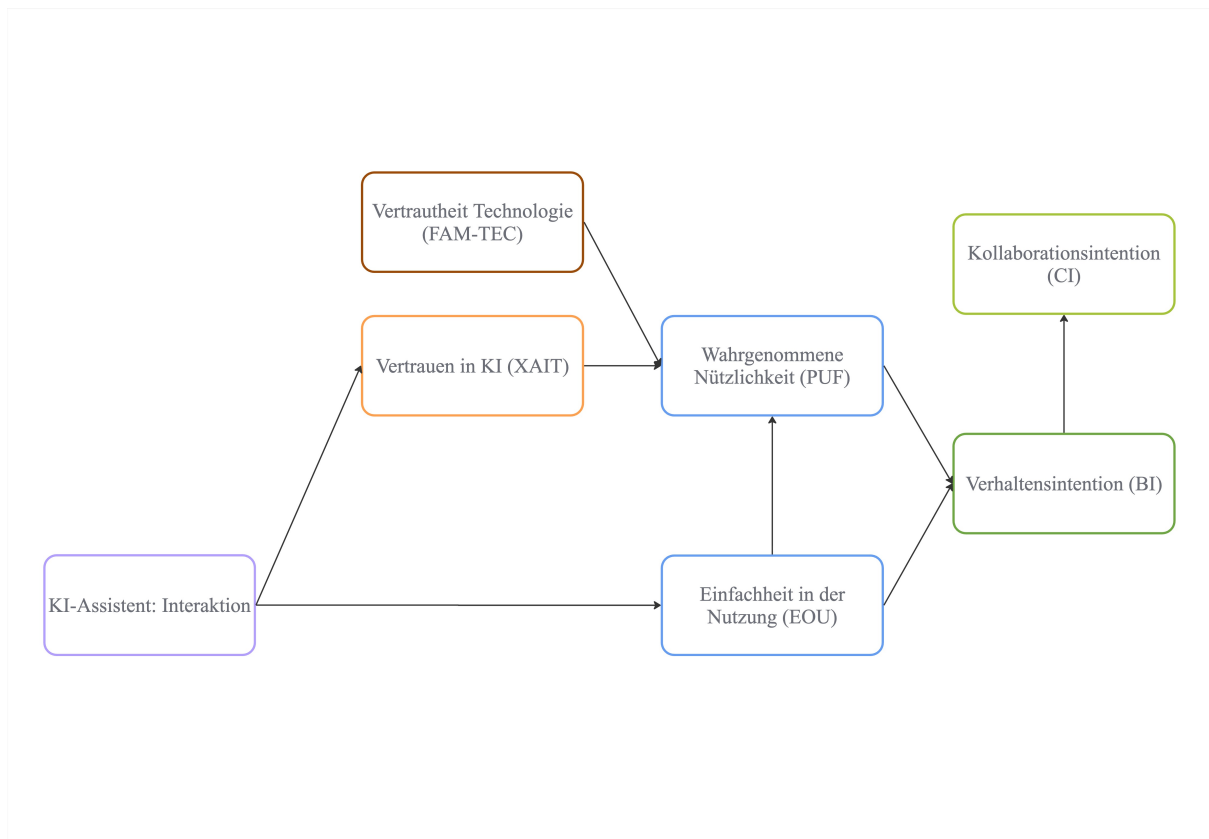 Vertrautheit Technologie
(FAM-TEC)
Kollaborationsintention
(CI)
Vertrauen in KI (XAIT)
Wahrgenommene
Nützlichkeit (PUF)
Verhaltensintention (BI)
KI-Assistent: Interaktion
Einfachheit in der
Nutzung (EOU)